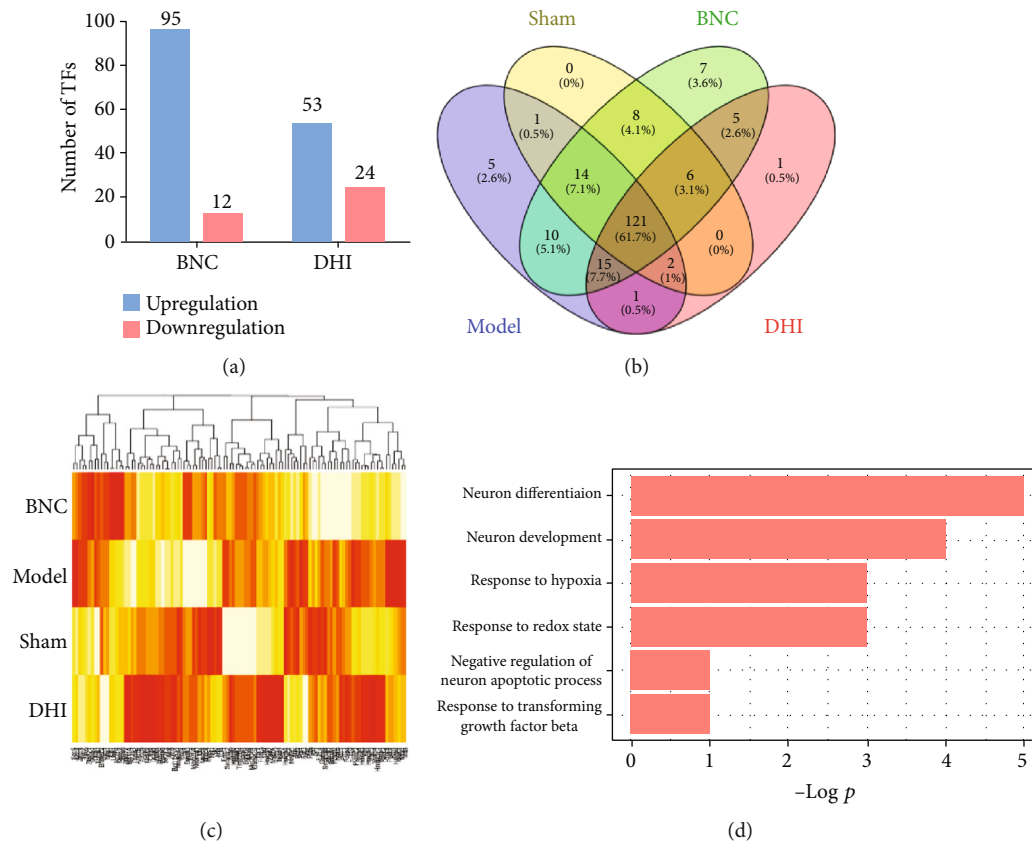 100
80
60
40
20
0
Number of TFs
95
12
53
24
BNC
DHI
Upregulation
Downregulation
(a)
Sham
BNC
0
(0%)
7
(3.6%)
1
(0.5%)
8
(4.1%)
5
(2.6%)
5
(2.6%)
14
(7.1%)
6
(3.1%)
1
(0.5%)
121
(61.7%)
10
(5.1%)
0
(0%)
15
(7.7%)
2
(1%)
1
(0.5%)
Model
DHI
(b)
BNC
Model
Sham
DHI
(c)
Neuron differentiaion
Neuron development
Response to hypoxia
Response to redox state
Negative regulation of
neuron apoptotic process
Response to transforming
growth factor beta
0 1 2 3 4 5
–Log p
(d)